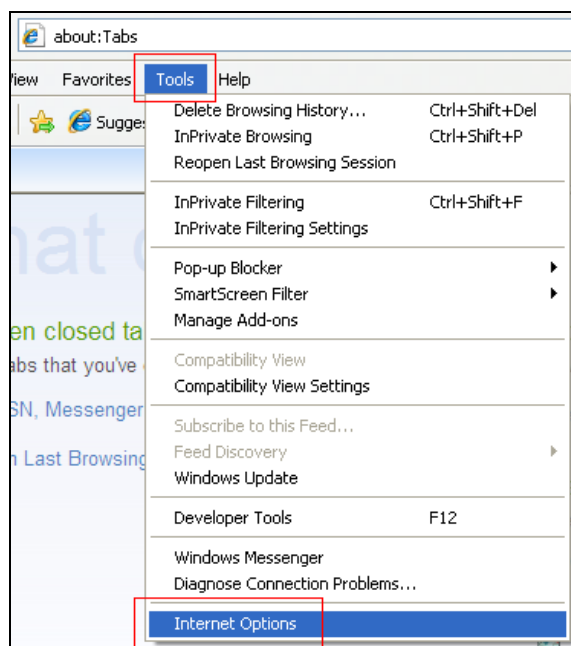 about:Tabs
View Favorites Tools Help
Delete Browsing History... Ctrl+Shift+Del
Sugges
InPrivate Browsing Ctrl+Shift+P
Reopen Last Browsing Session
InPrivate Filtering Ctrl+Shift+F
InPrivate Filtering Settings
hat
Pop-up Blocker
SmartScreen Filter
Manage Add-ons
en closed ta
abs that you've
Compatibility View
Compatibility View Settings
SN, Messenger
Subscribe to this Feed...
Feed Discovery
n Last Browsing
Windows Update
Developer Tools F12
Windows Messenger
Diagnose Connection Problems...
Internet Options